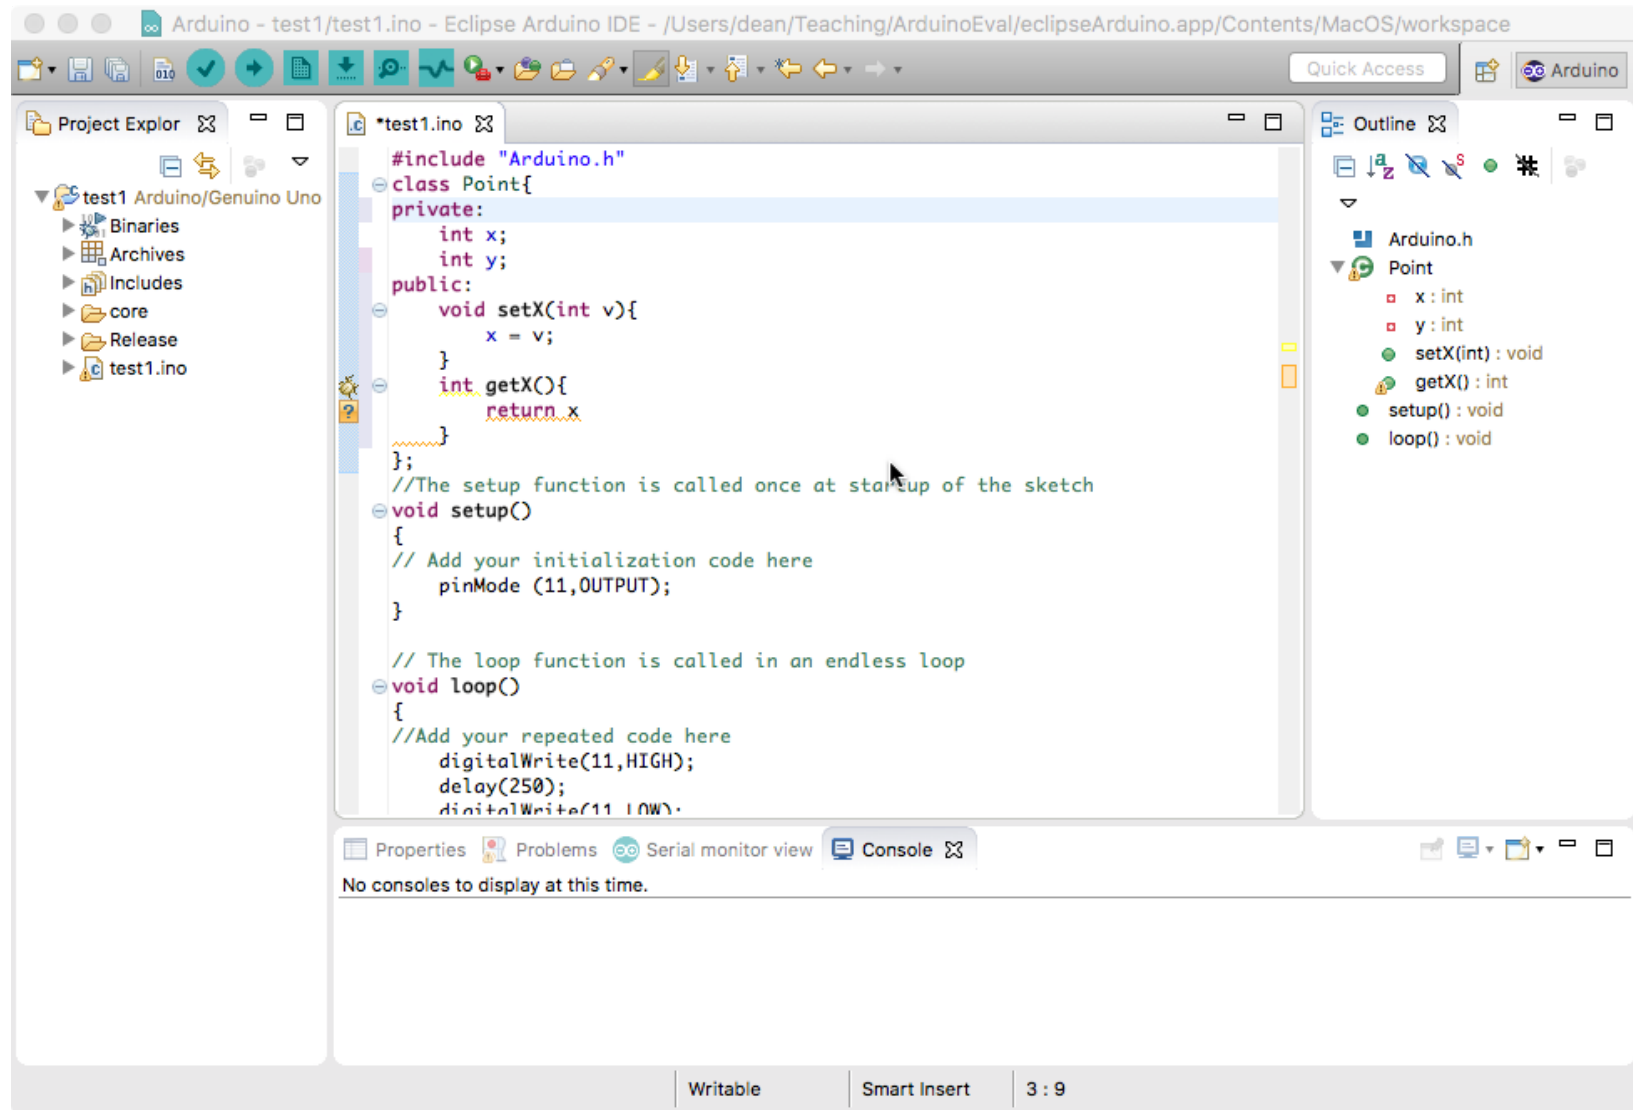 Arduino - test1/test1.ino - Eclipse Arduino IDE - /Users/dean/Teaching/ArduinoEval/eclipseArduino.app/Contents/MacOS/workspace
010
Quick Access
Arduino
Project Explor
test1 Arduino/Genuino Uno
Binaries
Archives
Includes
core
Release
test1.ino
*test1.ino
#include "Arduino.h"
class Point{
private:
int x;
int y;
public:
void setX(int v){
x = v;
}
int getX(){
return x
}
};
//The setup function is called once at startup of the sketch
void setup()
{
// Add your initialization code here
pinMode (11,OUTPUT);
}
// The loop function is called in an endless loop
void loop()
{
//Add your repeated code here
digitalWrite(11,HIGH);
delay(250);
digitalWrite(11,LOW);
Outline
Arduino.h
Point
x : int
y : int
setX(int) : void
getX() : int
setup() : void
loop() : void
Properties
Problems
Serial monitor view
Console
No consoles to display at this time.
Writable
Smart Insert
3 : 9